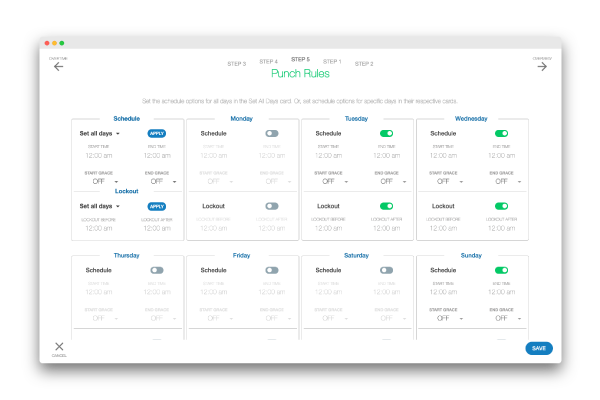 OVERTIME
STEP 3 STEP 4 STEP 5 STEP 1 STEP 2
OVERVIEW
Punch Rules
Set the schedule options for all days in the Set All Days card. Or, set schedule options for specific days in their respective cards.
Schedule Monday Tuesday Wednesday
Set all days APPLY Schedule Schedule Schedule
START TIME END TIME START TIME END TIME START TIME END TIME START TIME END TIME
12:00 am 12:00 am 12:00 am 12:00 am 12:00 am 12:00 am 12:00 am 12:00 am
START GRACE END GRACE START GRACE END GRACE START GRACE END GRACE START GRACE END GRACE
OFF OFF OFF OFF OFF OFF OFF OFF
Lockout
Set all days APPLY Lockout Lockout Lockout
LOCKOUT BEFORE LOCKOUT AFTER LOCKOUT BEFORE LOCKOUT AFTER LOCKOUT BEFORE LOCKOUT AFTER LOCKOUT BEFORE LOCKOUT AFTER
12:00 am 12:00 am 12:00 am 12:00 am 12:00 am 12:00 am 12:00 am 12:00 am
Thursday Friday Saturday Sunday
Schedule Schedule Schedule Schedule
START TIME END TIME START TIME END TIME START TIME END TIME START TIME END TIME
12:00 am 12:00 am 12:00 am 12:00 am 12:00 am 12:00 am 12:00 am 12:00 am
START GRACE END GRACE START GRACE END GRACE START GRACE END GRACE START GRACE END GRACE
OFF OFF OFF OFF OFF OFF OFF OFF
CANCEL
SAVE